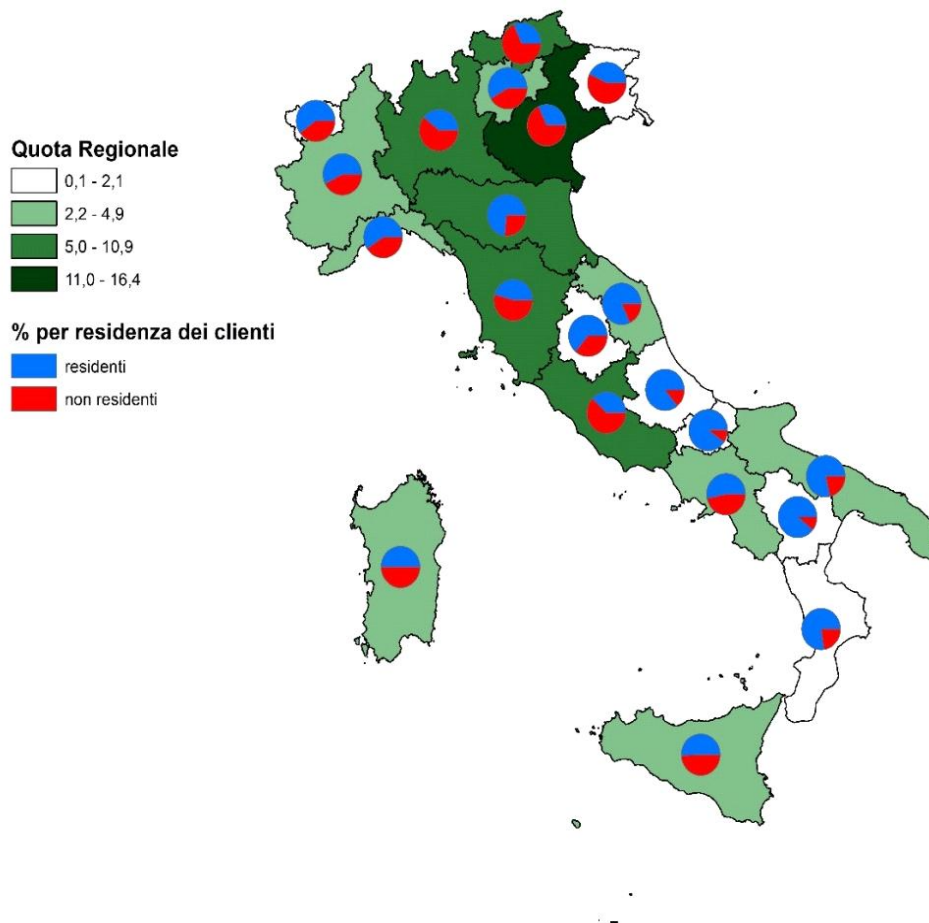 Quota Regionale
0,1 - 2,1
2,2 - 4,9
5,0 - 10,9
11,0 - 16,4
% per residenza dei clienti
residenti
non residenti